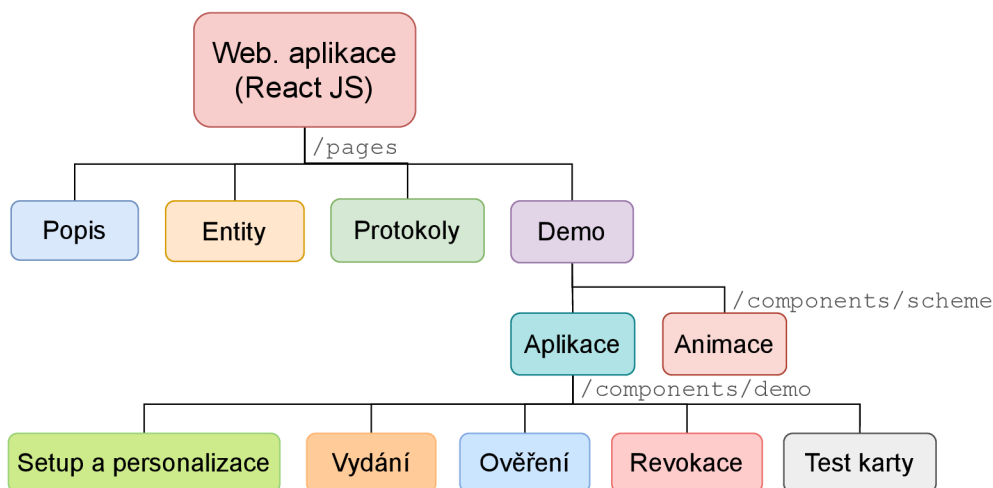 Web. aplikace
(React JS)
/pages
Popis
Entity
Protokoly
Demo
/components/scheme
Aplikace
Animace
/components/demo
Setup a personalizace
Vydání
Ověření
Revokace
Test karty